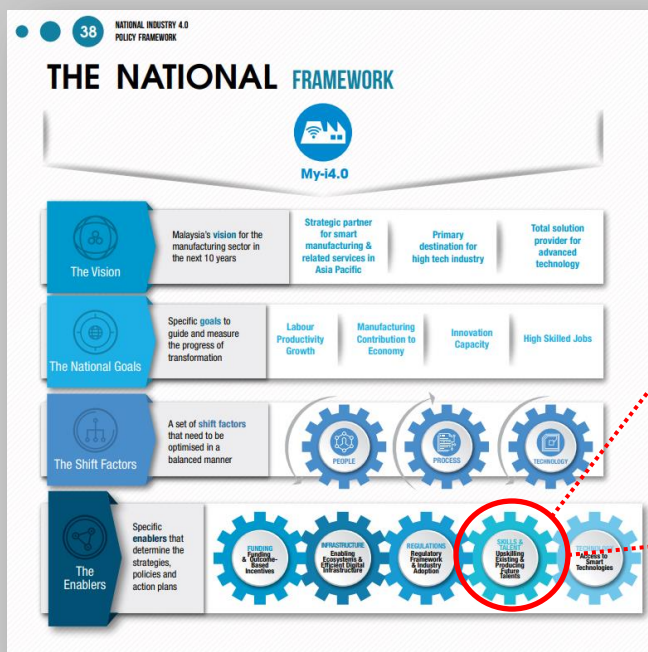 38 NATIONAL INDUSTRY 4.0
POLICY FRAMEWORK
THE NATIONAL FRAMEWORK
My-i4.0
The Vision
Malaysia's vision for the
manufacturing sector in
the next 10 years
Strategic partner
for smart
manufacturing &
related services in
Asia Pacific
Primary
destination for
high tech industry
Total solution
provider for
advanced
technology
The National Goals
Specific goals to
guide and measure
the progress of
transformation
Labour
Productivity
Growth
Manufacturing
Contribution to
Economy
Innovation
Capacity
High Skilled Jobs
The Shift Factors
A set of shift factors
that need to be
optimised in a
balanced manner
PEOPLE
PROCESS
TECHNOLOGY
The
Enablers
Specific
enablers that
determine the
strategies,
policies and
action plans
FUNDING
Funding
& Outcome-
Based
Incentives
INFRASTRUCTURE
Enabling
Ecosystems &
Efficient Digital
Infrastructure
REGULATIONS
Regulatory
Framework
& Industry
Adoption
SKILLS &
TALENT
Upskilling
Existing &
Producing
Future
Talents
TECHNOLOGY
Access to
Smart
Technologies